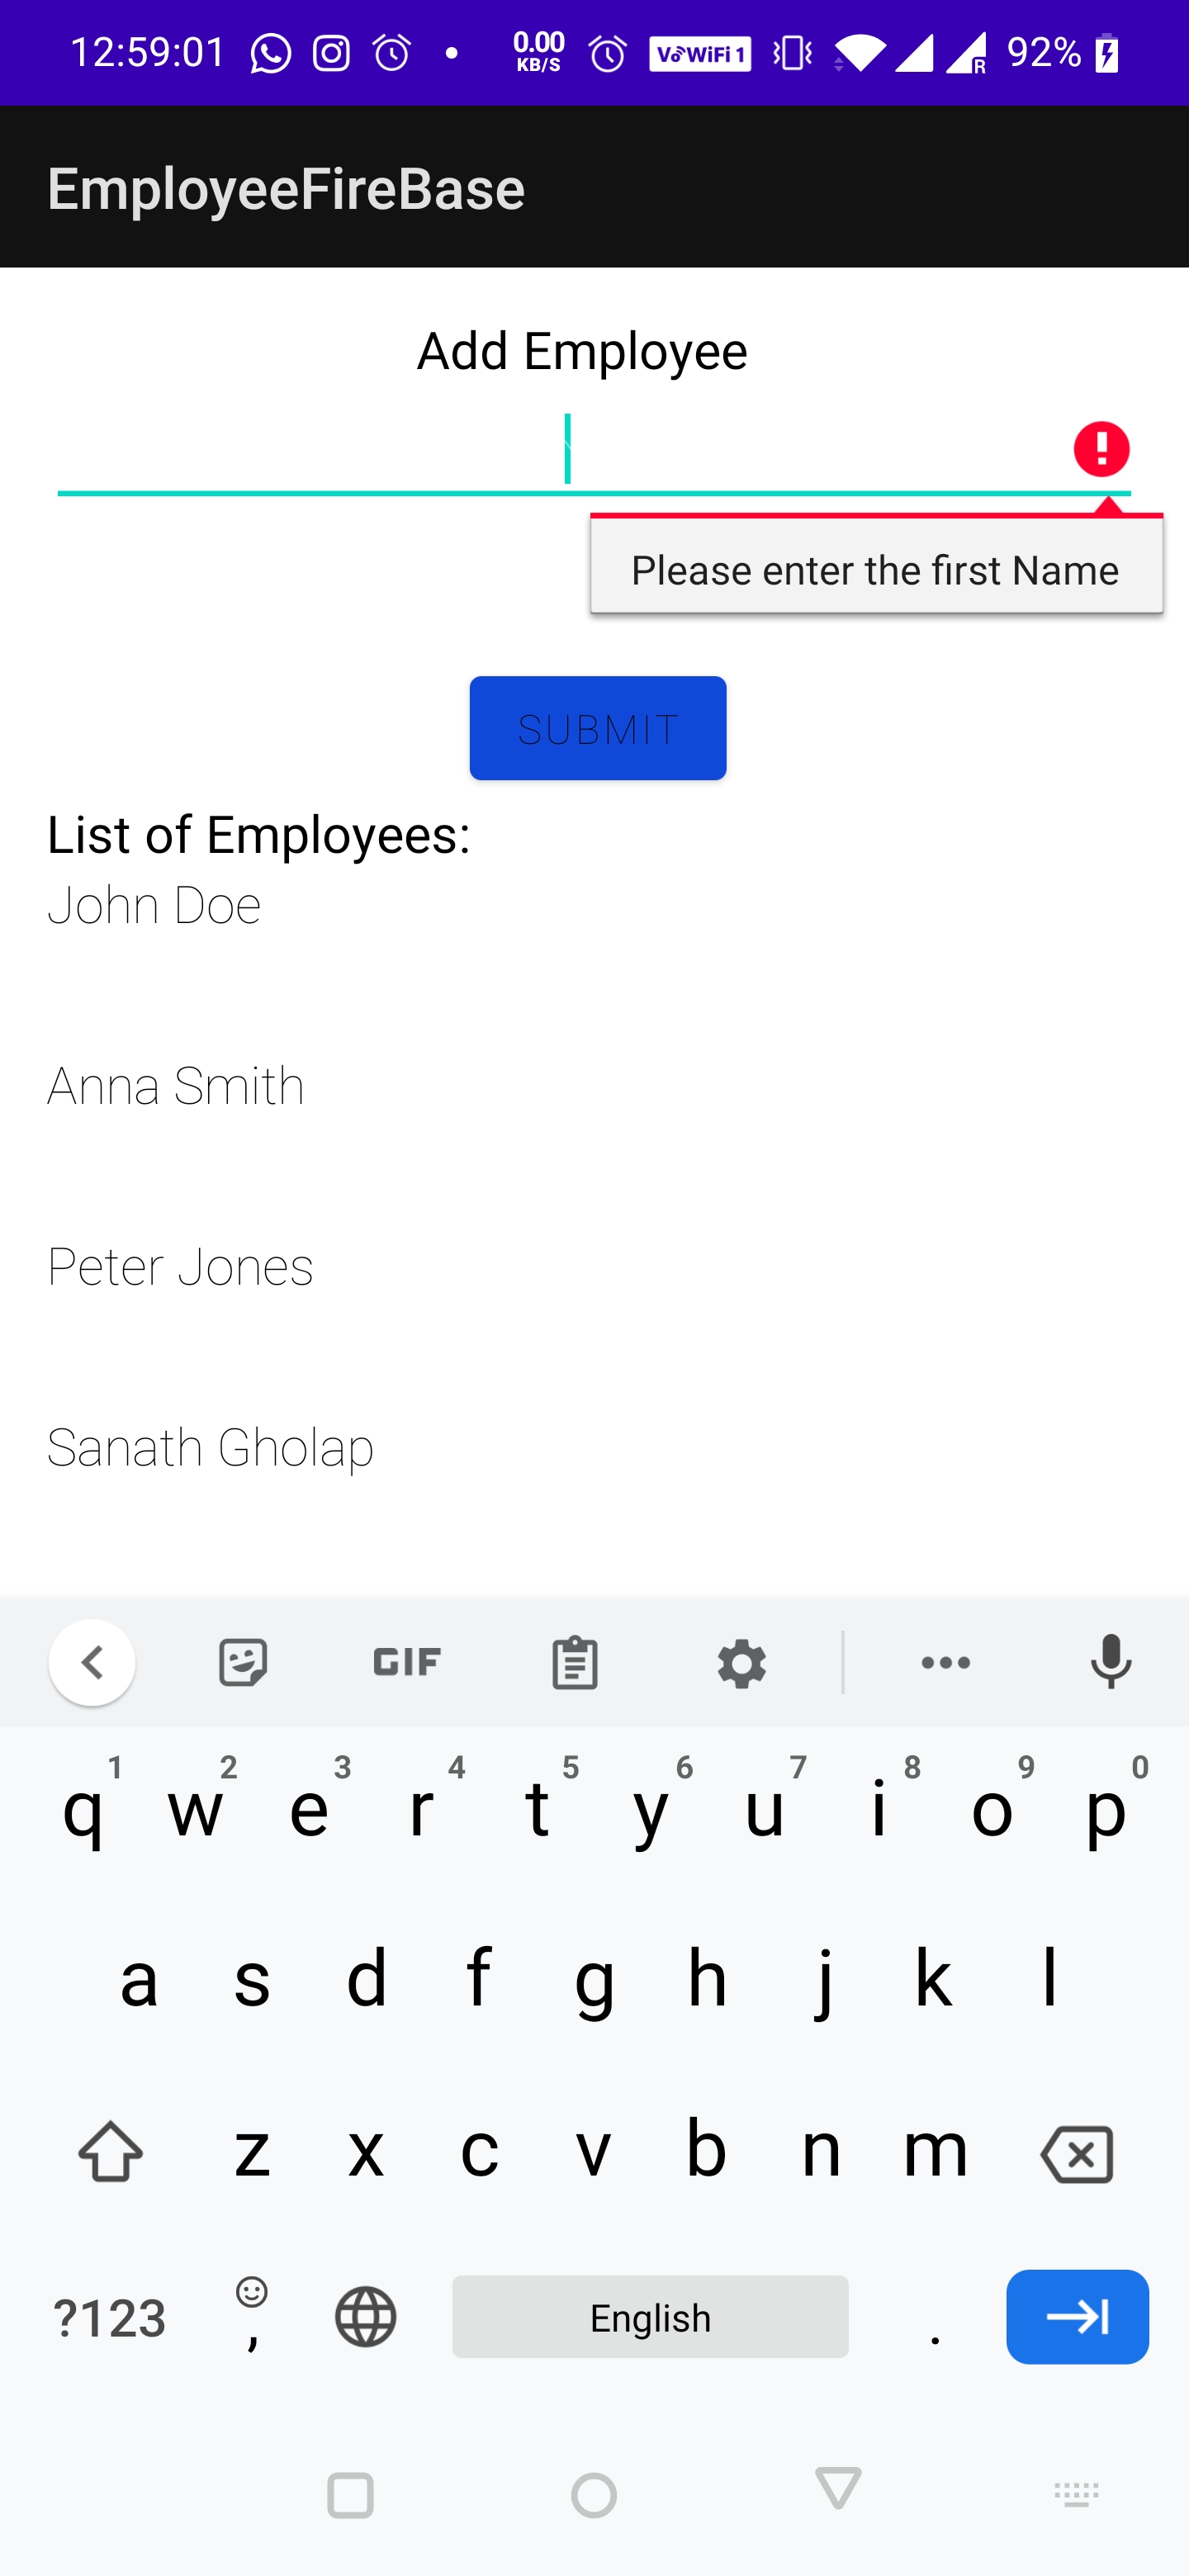 12:59:01 0.00 KB/S VoWiFi 1 R 92%
EmployeeFireBase
Add Employee
!
Please enter the first Name
SUBMIT
List of Employees:
John Doe
Anna Smith
Peter Jones
Sanath Gholap
GIF
1 2 3 4 5 6 7 8 9 0
q w e r t y u i o p
a s d f g h j k l
z x c v b n m
?123 , English .